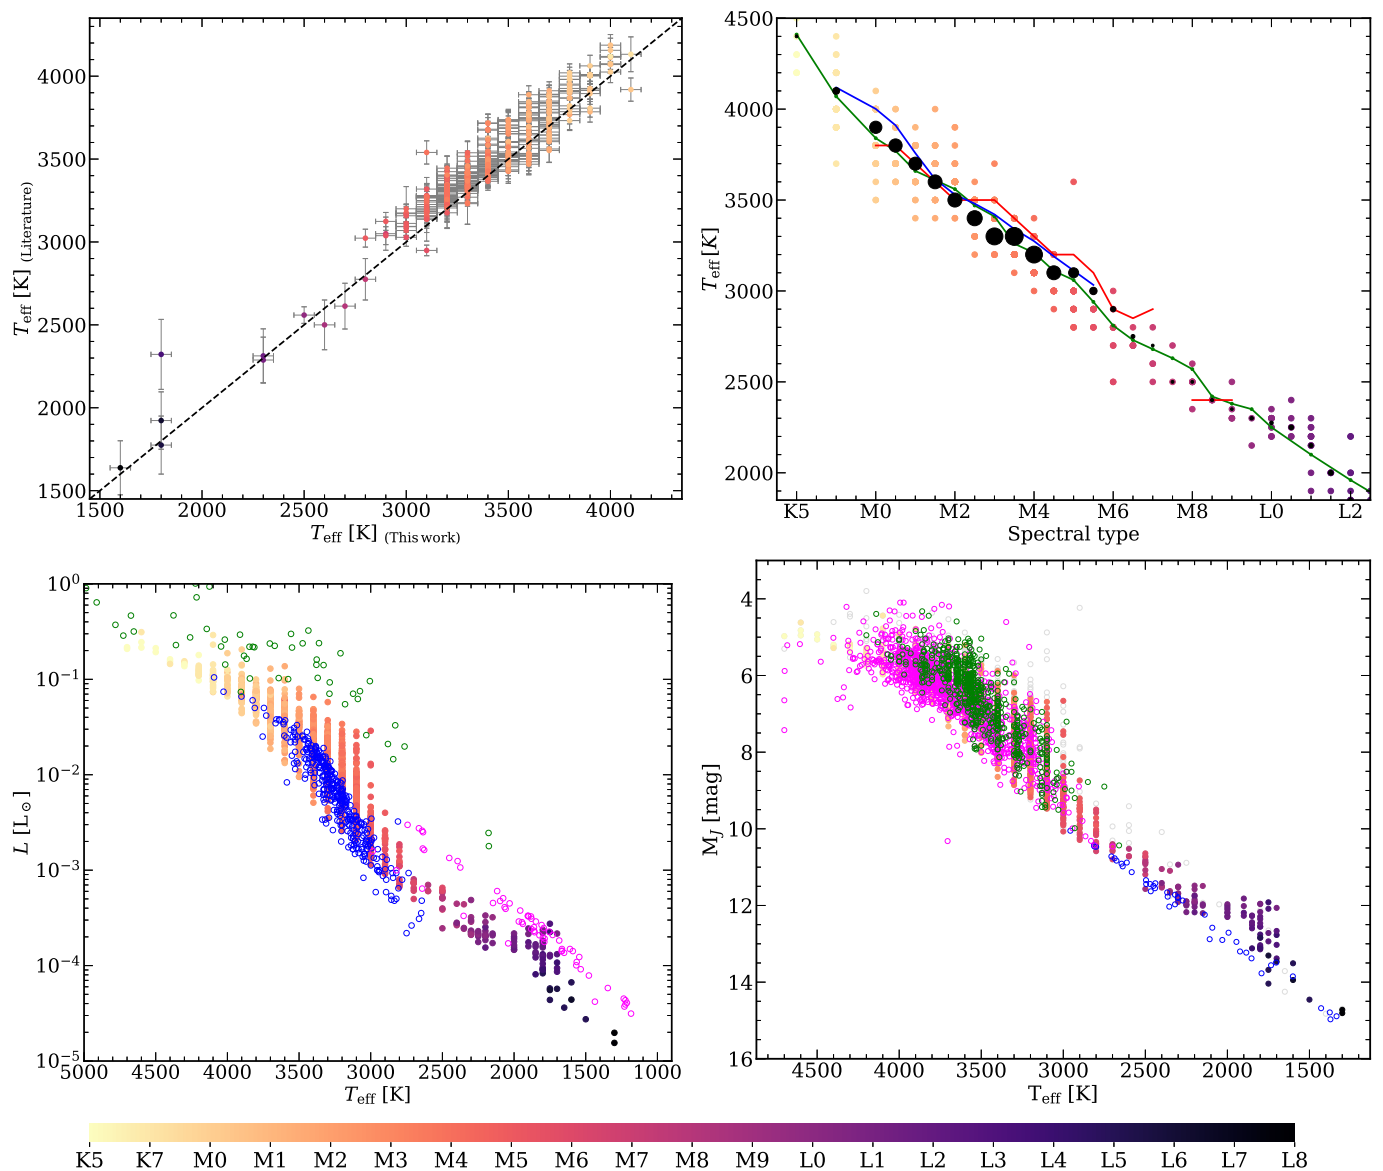 4000
3500
3000
2500
2000
1500
T_eff [K] (Literature)
1500 2000 2500 3000 3500 4000
T_eff [K] (This work)
4500
4000
3500
3000
2500
2000
T_eff [K]
K5 M0 M2 M4 M6 M8 L0 L2
Spectral type
10^0
10^−1
10^−2
10^−3
10^−4
10^−5
L [L⊙]
5000 4500 4000 3500 3000 2500 2000 1500 1000
T_eff [K]
4
6
8
10
12
14
16
M_J [mag]
4500 4000 3500 3000 2500 2000 1500
T_eff [K]
K5 K7 M0 M1 M2 M3 M4 M5 M6 M7 M8 M9 L0 L1 L2 L3 L4 L5 L6 L7 L8